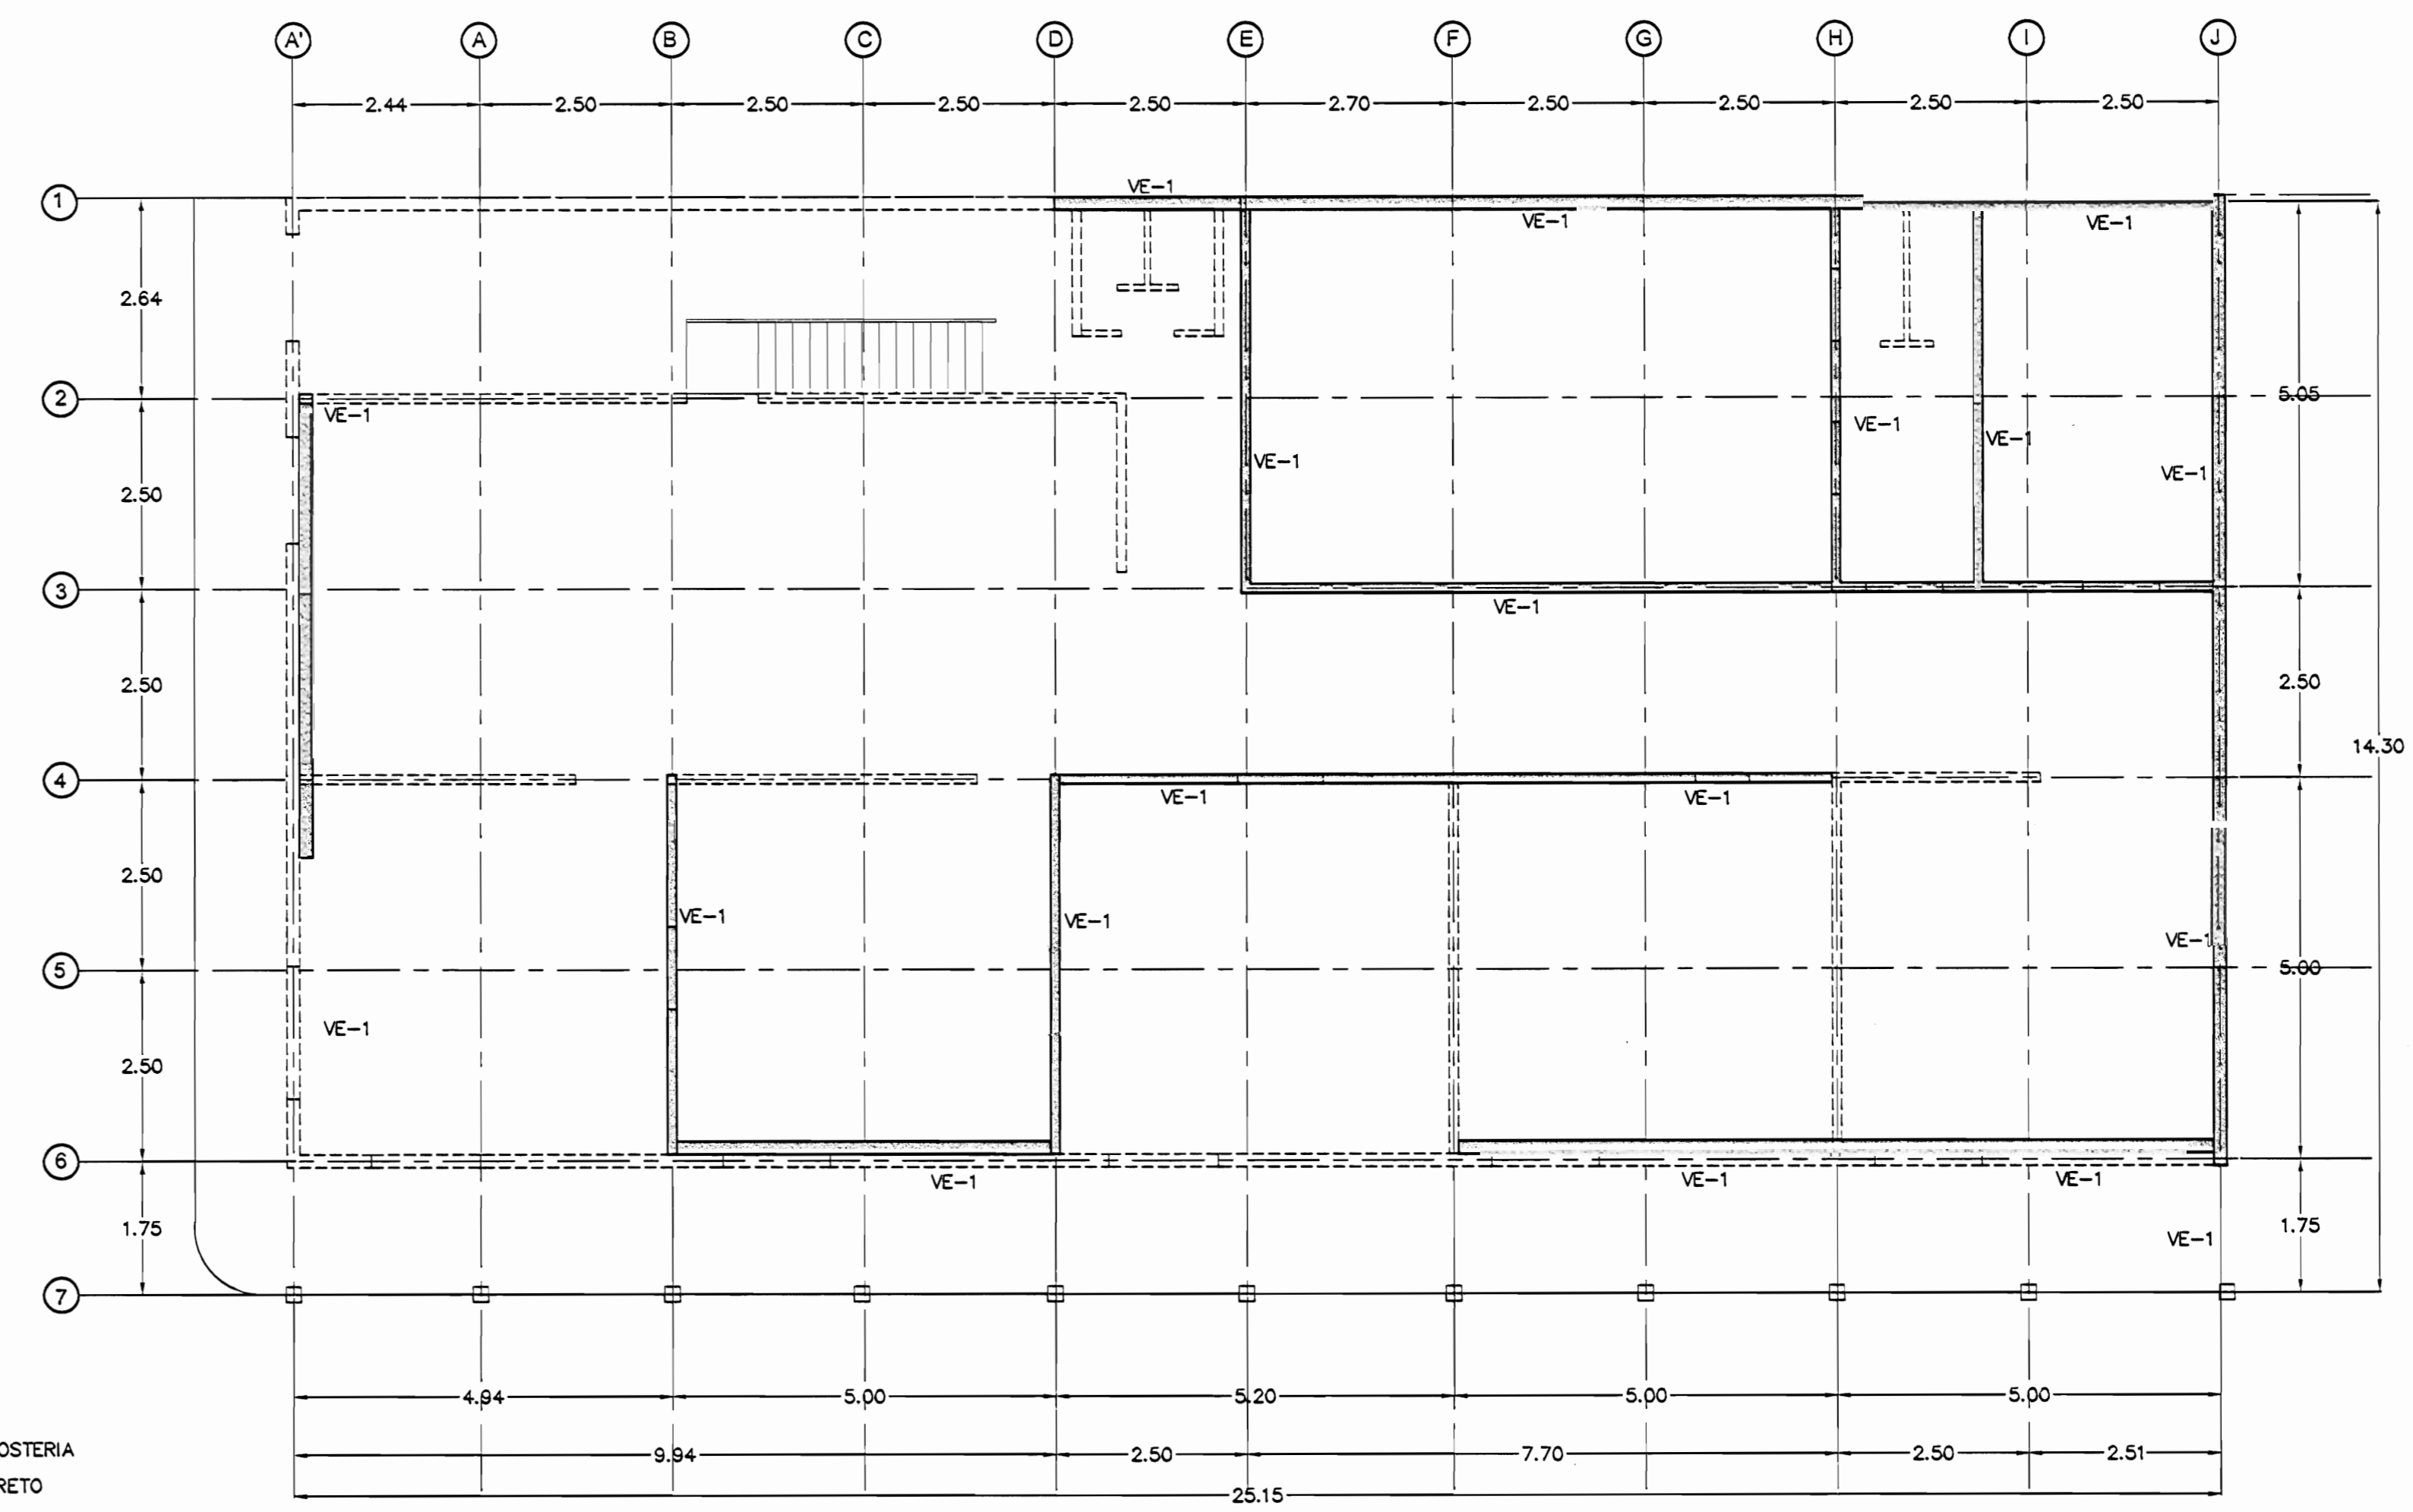 A' A B C D E F G H I J
2.44 2.50 2.50 2.50 2.50 2.70 2.50 2.50 2.50 2.50
VE-1
1
VE-1 VE-1
2.64
5.05
2
VE-1 VE-1 VE-1
VE-1 VE-1
2.50
3
VE-1
2.50 2.50
14.30
4
VE-1 VE-1
2.50
VE-1 VE-1
VE-1
5
5.00
VE-1
2.50
6
VE-1 VE-1 VE-1
1.75 1.75
VE-1
7
4.94 5.00 5.20 5.00 5.00
OSTERIA
9.94 2.50 7.70 2.50 2.51
RETO
25.15